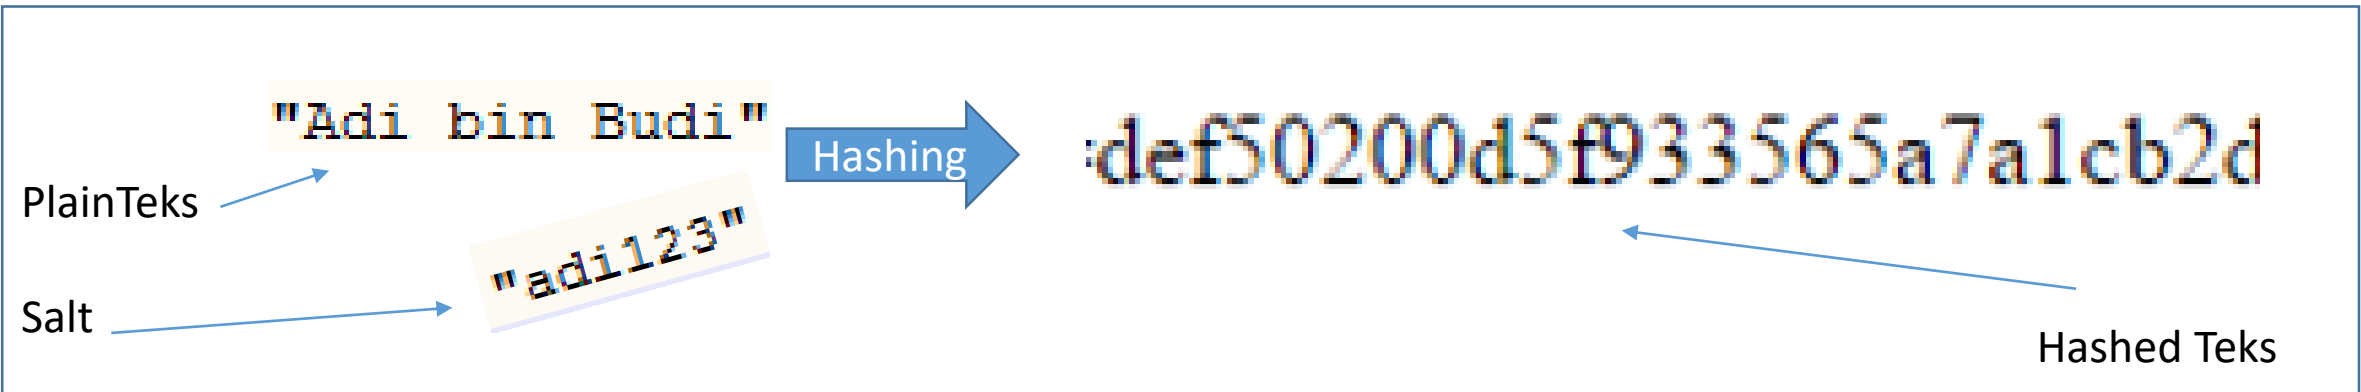 "Adi bin Budi"
Hashing
def50200d5f933565a7a1cb2d
PlainTeks
"adi123"
Salt
Hashed Teks